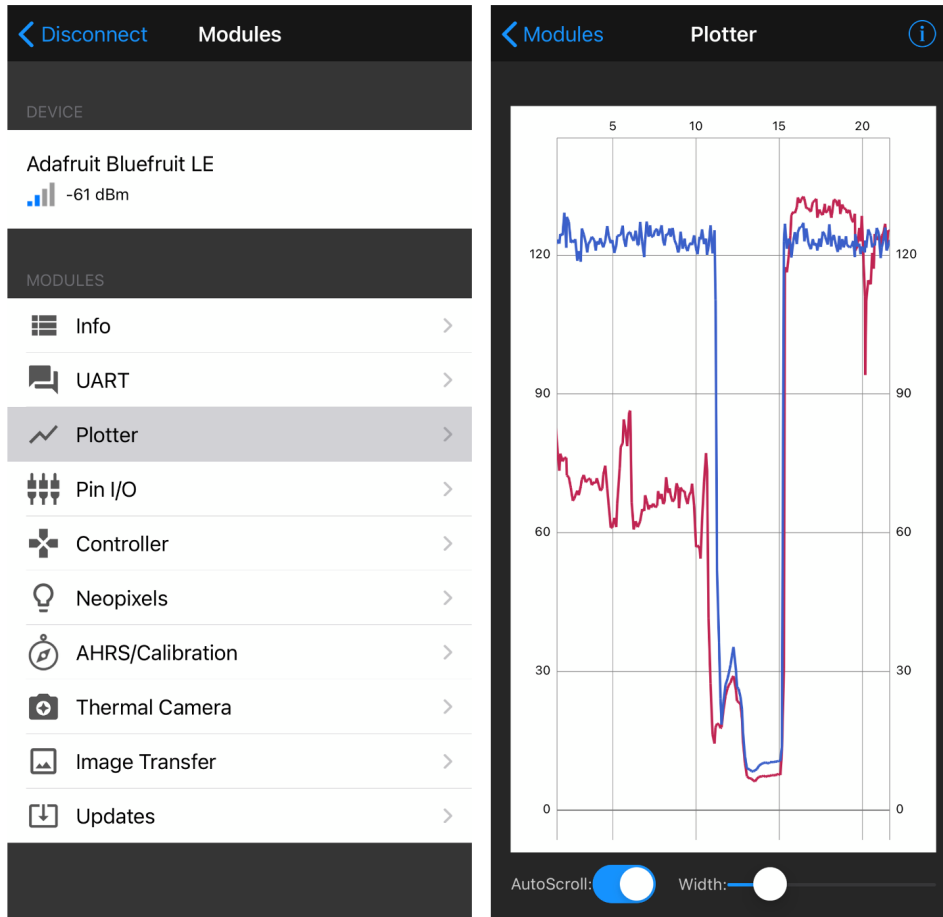 Disconnect Modules
DEVICE
Adafruit Bluefruit LE
-61 dBm
MODULES
Info
UART
Plotter
Pin I/O
Controller
Neopixels
AHRS/Calibration
Thermal Camera
Image Transfer
Updates
Modules Plotter i
5 10 15 20
120 120
90 90
60 60
30 30
0 0
AutoScroll: Width: